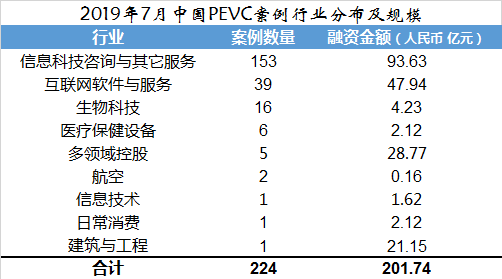 2019年7月中国PEVC案例行业分布及规模
行业 案例数量 融资金额（人民币 亿元）
信息科技咨询与其它服务 153 93.63
互联网软件与服务 39 47.94
生物科技 16 4.23
医疗保健设备 6 2.12
多领域控股 5 28.77
航空 2 0.16
信息技术 1 1.62
日常消费 1 2.12
建筑与工程 1 21.15
合计 224 201.74